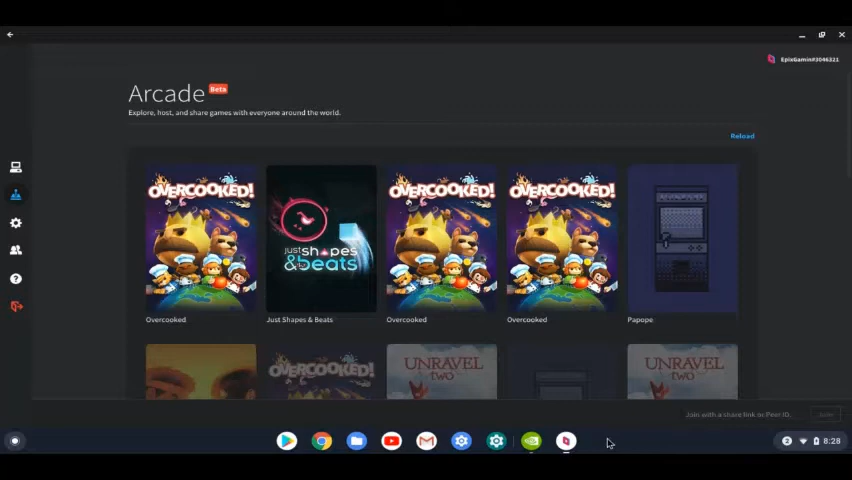 EpixGamin#3046321
Arcade Beta
Explore, host, and share games with everyone around the world.
Reload
OVERCOOKED!
just shapes
&beats
OVERCOOKED!
OVERCOOKED!
Overcooked
Just Shapes & Beats
Overcooked
Overcooked
Papope
OVERCOOKED!
UNRAVEL
TWO
UNRAVEL
TWO
Join with a share link or Peer ID.
Join
2
8:28